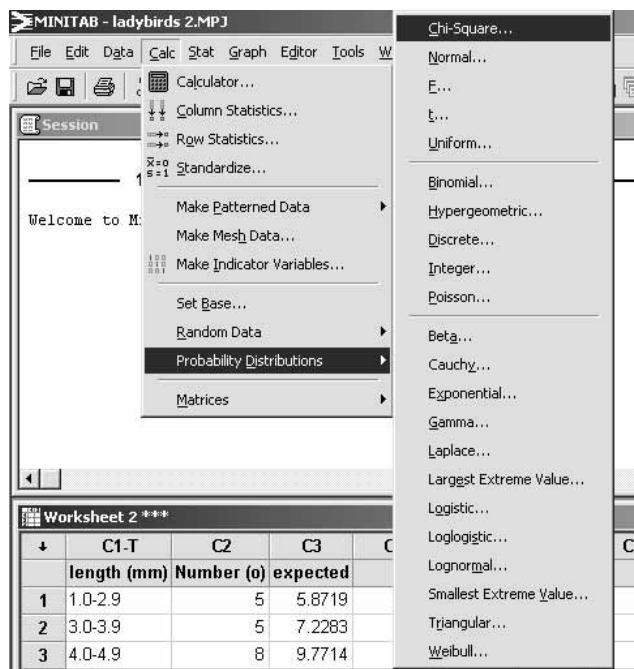 MINITAB - ladybirds 2.MPJ
File Edit Data Calc Stat Graph Editor Tools W
Calculator...
Column Statistics...
Row Statistics...
Standardize...
Make Patterned Data
Make Mesh Data...
Make Indicator Variables...
Set Base...
Random Data
Probability Distributions
Matrices
Chi-Square...
Normal...
F...
t...
Uniform...
Binomial...
Hypergeometric...
Discrete...
Integer...
Poisson...
Beta...
Cauchy...
Exponential...
Gamma...
Laplace...
Largest Extreme Value...
Logistic...
Loglogistic...
Lognormal...
Smallest Extreme Value...
Triangular...
Weibull...
Session
1
Welcome to M
Worksheet 2 ***
C1-T C2 C3 C C
length (mm) Number (o) expected
1 1.0-2.9 5 5.8719
2 3.0-3.9 5 7.2283
3 4.0-4.9 8 9.7714